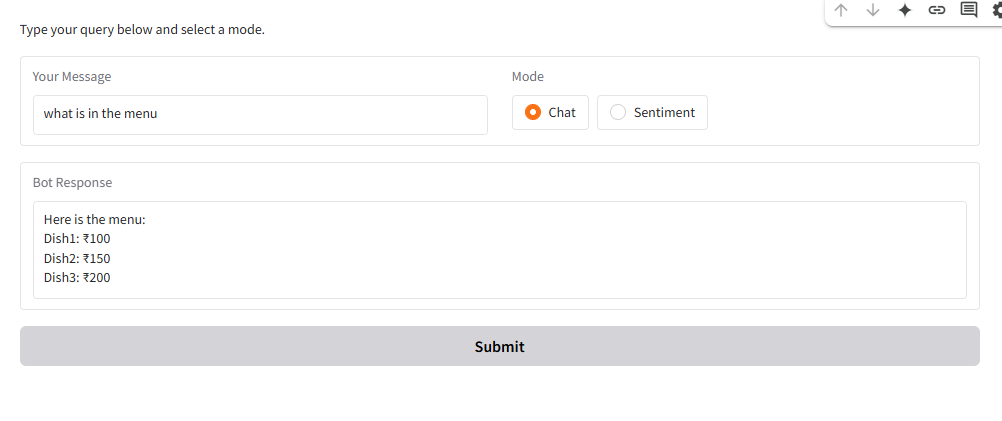 Type your query below and select a mode.
Your Message
Mode
what is in the menu
Chat
Sentiment
Bot Response
Here is the menu:
Dish1: ₹100
Dish2: ₹150
Dish3: ₹200
Submit